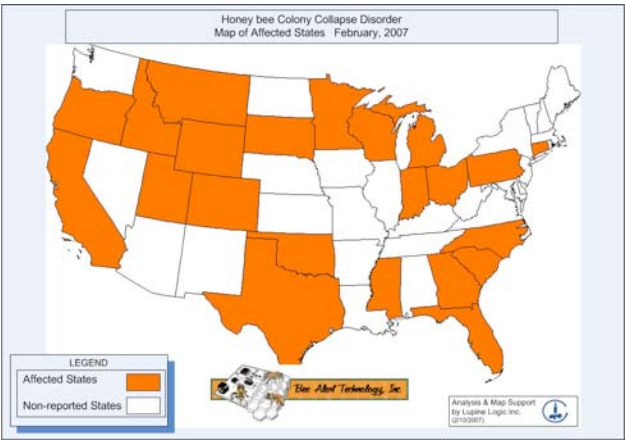 Honey bee Colony Collapse Disorder
Map of Affected States February, 2007
LEGEND
Affected States
Non-reported States
Bee Alert Technology, Inc.
Analysis & Map Support
by Lupine Logic Inc.
(2/13/2007)